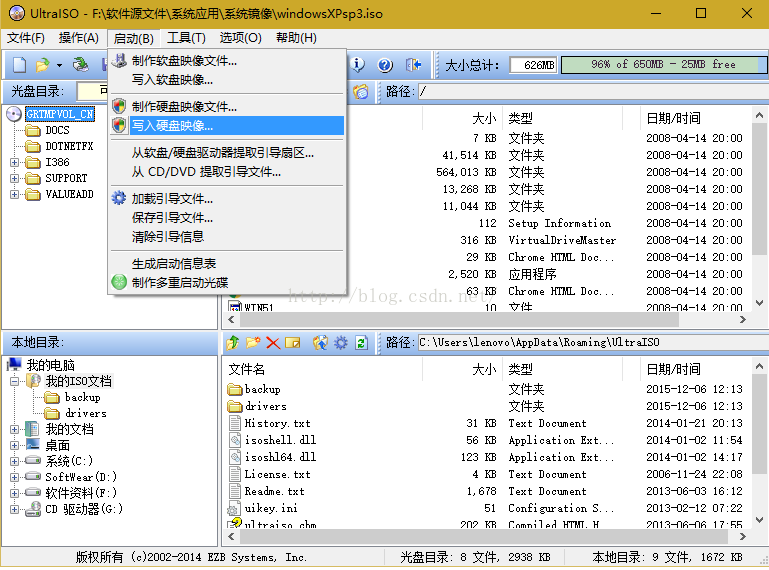 UltraISO - F:\软件源文件\系统应用\系统镜像\windowsXPsp3.iso
文件(F) 操作(A) 启动(B) 工具(T) 选项(O) 帮助(H)
大小总计: 626MB 96% of 650MB - 25MB free
光盘目录: 可
路径: /
制作软盘映像文件...
写入软盘映像...
制作硬盘映像文件...
写入硬盘映像...
从软盘/硬盘驱动器提取引导扇区...
从 CD/DVD 提取引导文件...
加载引导文件...
保存引导文件...
清除引导信息
生成启动信息表
制作多重启动光碟
GRTMPVOL_CN
DOCS
DOTNETFX
I386
SUPPORT
VALUEADD
大小 类型 日期/时间
7 KB 文件夹 2008-04-14 20:00
41,514 KB 文件夹 2008-04-14 20:00
564,013 KB 文件夹 2008-04-14 20:00
13,268 KB 文件夹 2008-04-14 20:00
11,044 KB 文件夹 2008-04-14 20:00
112 Setup Information 2008-04-14 20:00
316 KB VirtualDriveMaster 2008-04-14 20:00
29 KB Chrome HTML Doc... 2008-04-14 20:00
2,520 KB 应用程序 2008-04-14 20:00
63 KB Chrome HTML Doc... 2008-04-14 20:00
WIN51 10 文件 2008-04-14 20:00
http://blog.csdn.net
本地目录:
路径: C:\Users\lenovo\AppData\Roaming\UltraISO
我的电脑
我的ISO文档
backup
drivers
我的文档
桌面
系统(C:)
SoftWear(D:)
软件资料(F:)
CD 驱动器(G:)
文件名 大小 类型 日期/时间
backup 文件夹 2015-12-06 12:13
drivers 文件夹 2015-12-06 12:13
History.txt 31 KB Text Document 2014-01-21 20:13
isoshell.dll 56 KB Application Ext... 2014-01-02 11:54
isoshl64.dll 123 KB Application Ext... 2014-01-02 14:17
License.txt 4 KB Text Document 2006-11-24 22:08
Readme.txt 1,678 Text Document 2013-06-03 16:12
uikey.ini 51 Configuration S... 2013-02-12 07:22
ultraiso.chm 202 KB Compiled HTML H... 2013-06-06 17:55
版权所有 (c)2002-2014 EZB Systems, Inc. 光盘目录: 8 文件, 2938 KB 本地目录: 9 文件, 1672 KB